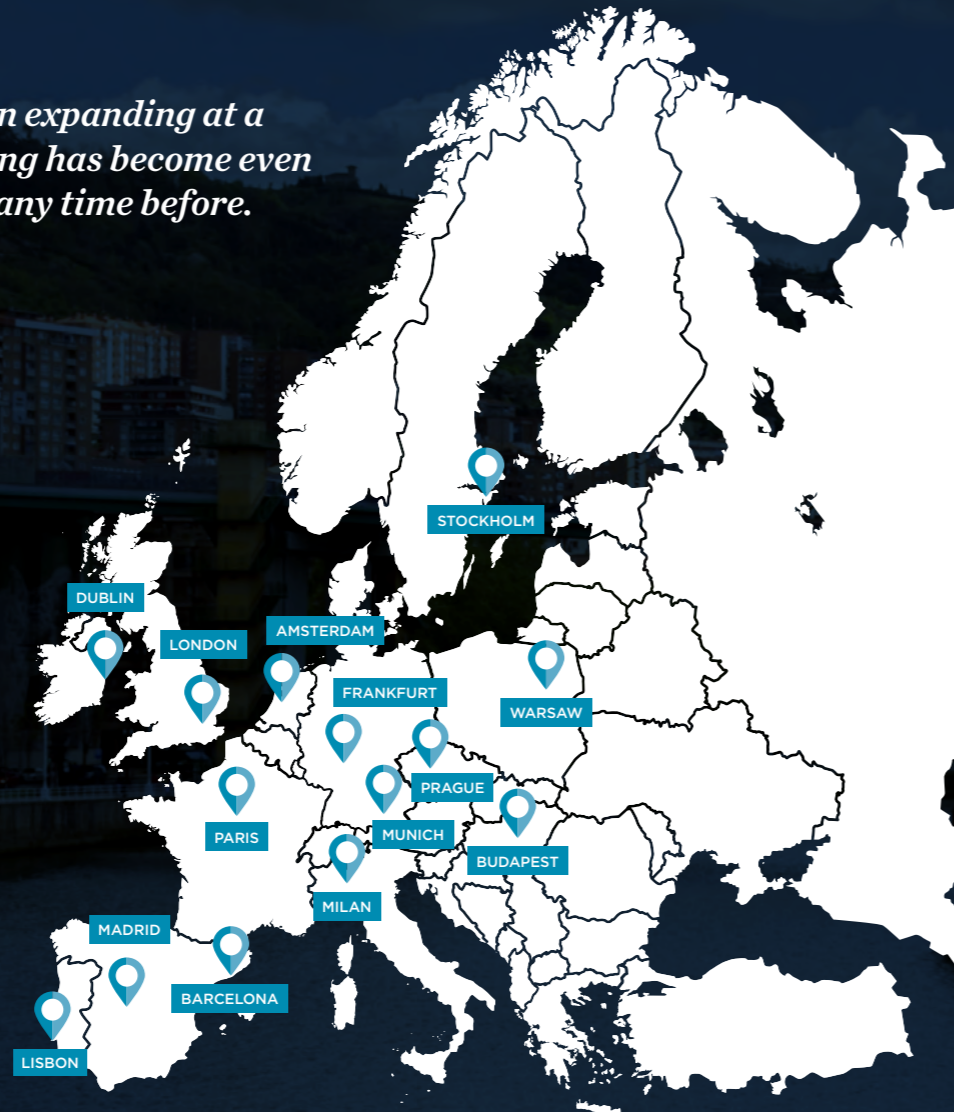 n expanding at a
ng has become even
any time before.
STOCKHOLM
DUBLIN
AMSTERDAM
LONDON
FRANKFURT
WARSAW
PRAGUE
PARIS
MUNICH
BUDAPEST
MILAN
MADRID
BARCELONA
LISBON